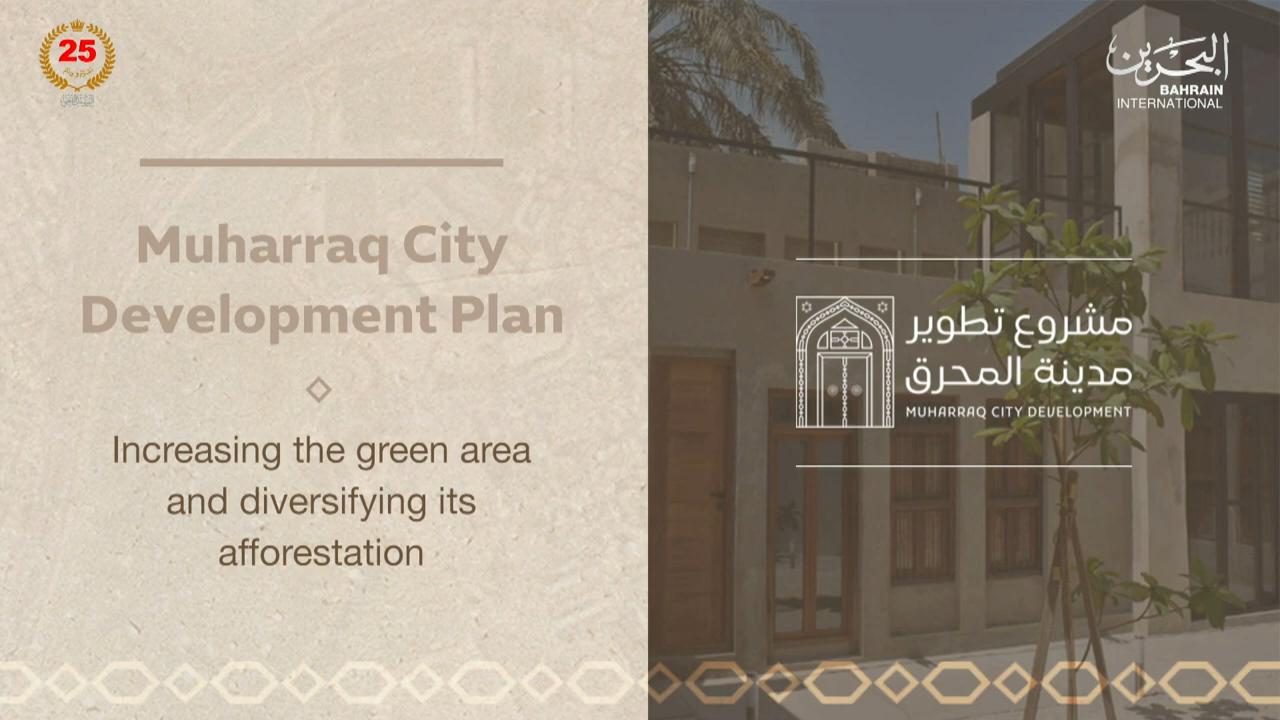 25
Muharraq City
Development Plan
Increasing the green area
and diversifying its
afforestation
البحرين
BAHRAIN
INTERNATIONAL
مشروع تطوير
مدينة المحرق
MUHARRAQ CITY DEVELOPMENT